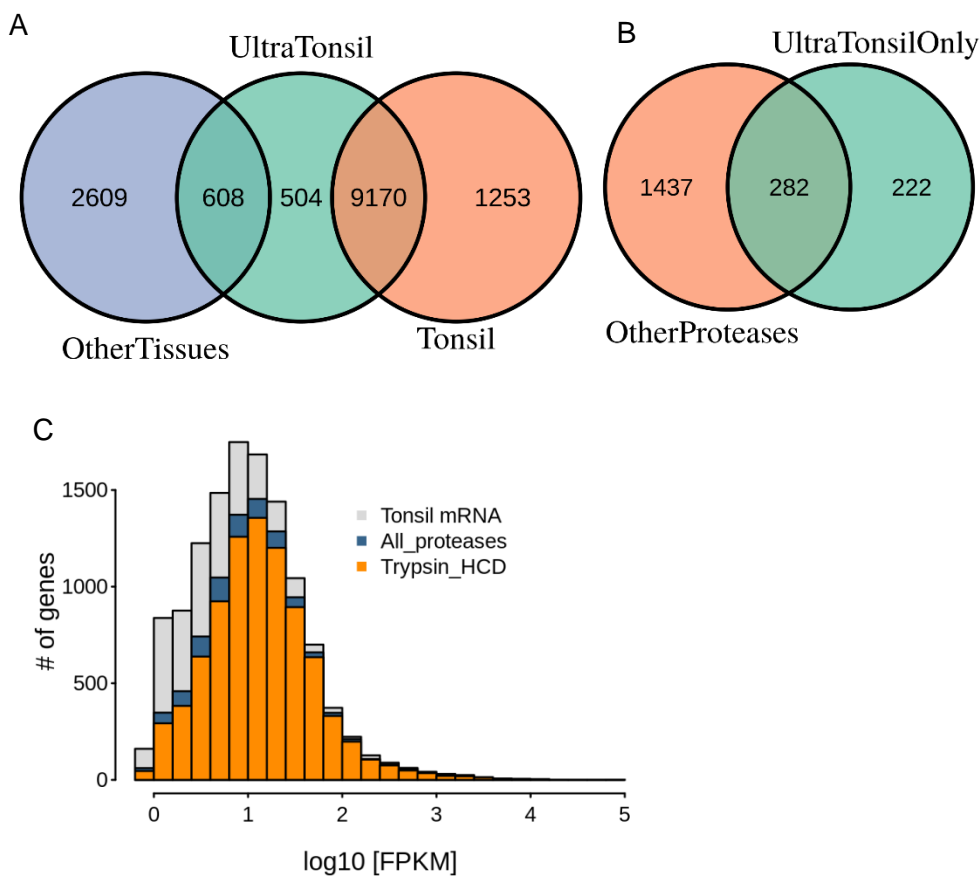 A
UltraTonsil
2609
608
504
9170
1253
OtherTissues
Tonsil
B
UltraTonsilOnly
1437
282
222
OtherProteases
C
1500
1000
500
0
# of genes
Tonsil mRNA
All_proteases
Trypsin_HCD
0 1 2 3 4 5
log10 [FPKM]